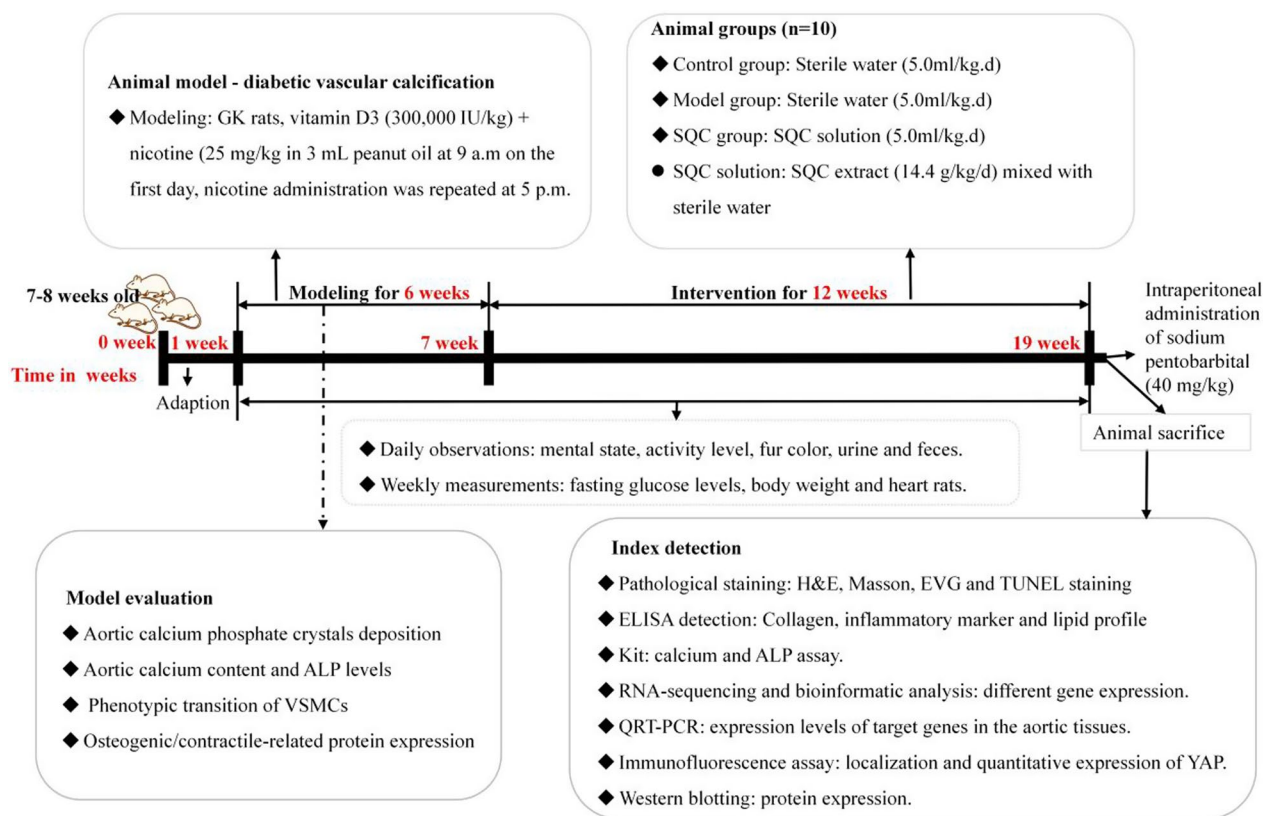 Animal model - diabetic vascular calcification
◆ Modeling: GK rats, vitamin D3 (300,000 IU/kg) +
nicotine (25 mg/kg in 3 mL peanut oil at 9 a.m on the
first day, nicotine administration was repeated at 5 p.m.
Animal groups (n=10)
◆ Control group: Sterile water (5.0ml/kg.d)
◆ Model group: Sterile water (5.0ml/kg.d)
◆ SQC group: SQC solution (5.0ml/kg.d)
● SQC solution: SQC extract (14.4 g/kg/d) mixed with
sterile water
7-8 weeks old
Modeling for 6 weeks
Intervention for 12 weeks
0 week
1 week
7 week
19 week
Time in weeks
Adaption
Intraperitoneal
administration
of sodium
pentobarbital
(40 mg/kg)
Animal sacrifice
◆ Daily observations: mental state, activity level, fur color, urine and feces.
◆ Weekly measurements: fasting glucose levels, body weight and heart rats.
Model evaluation
◆ Aortic calcium phosphate crystals deposition
◆ Aortic calcium content and ALP levels
◆ Phenotypic transition of VSMCs
◆ Osteogenic/contractile-related protein expression
Index detection
◆ Pathological staining: H&E, Masson, EVG and TUNEL staining
◆ ELISA detection: Collagen, inflammatory marker and lipid profile
◆ Kit: calcium and ALP assay.
◆ RNA-sequencing and bioinformatic analysis: different gene expression.
◆ QRT-PCR: expression levels of target genes in the aortic tissues.
◆ Immunofluorescence assay: localization and quantitative expression of YAP.
◆ Western blotting: protein expression.